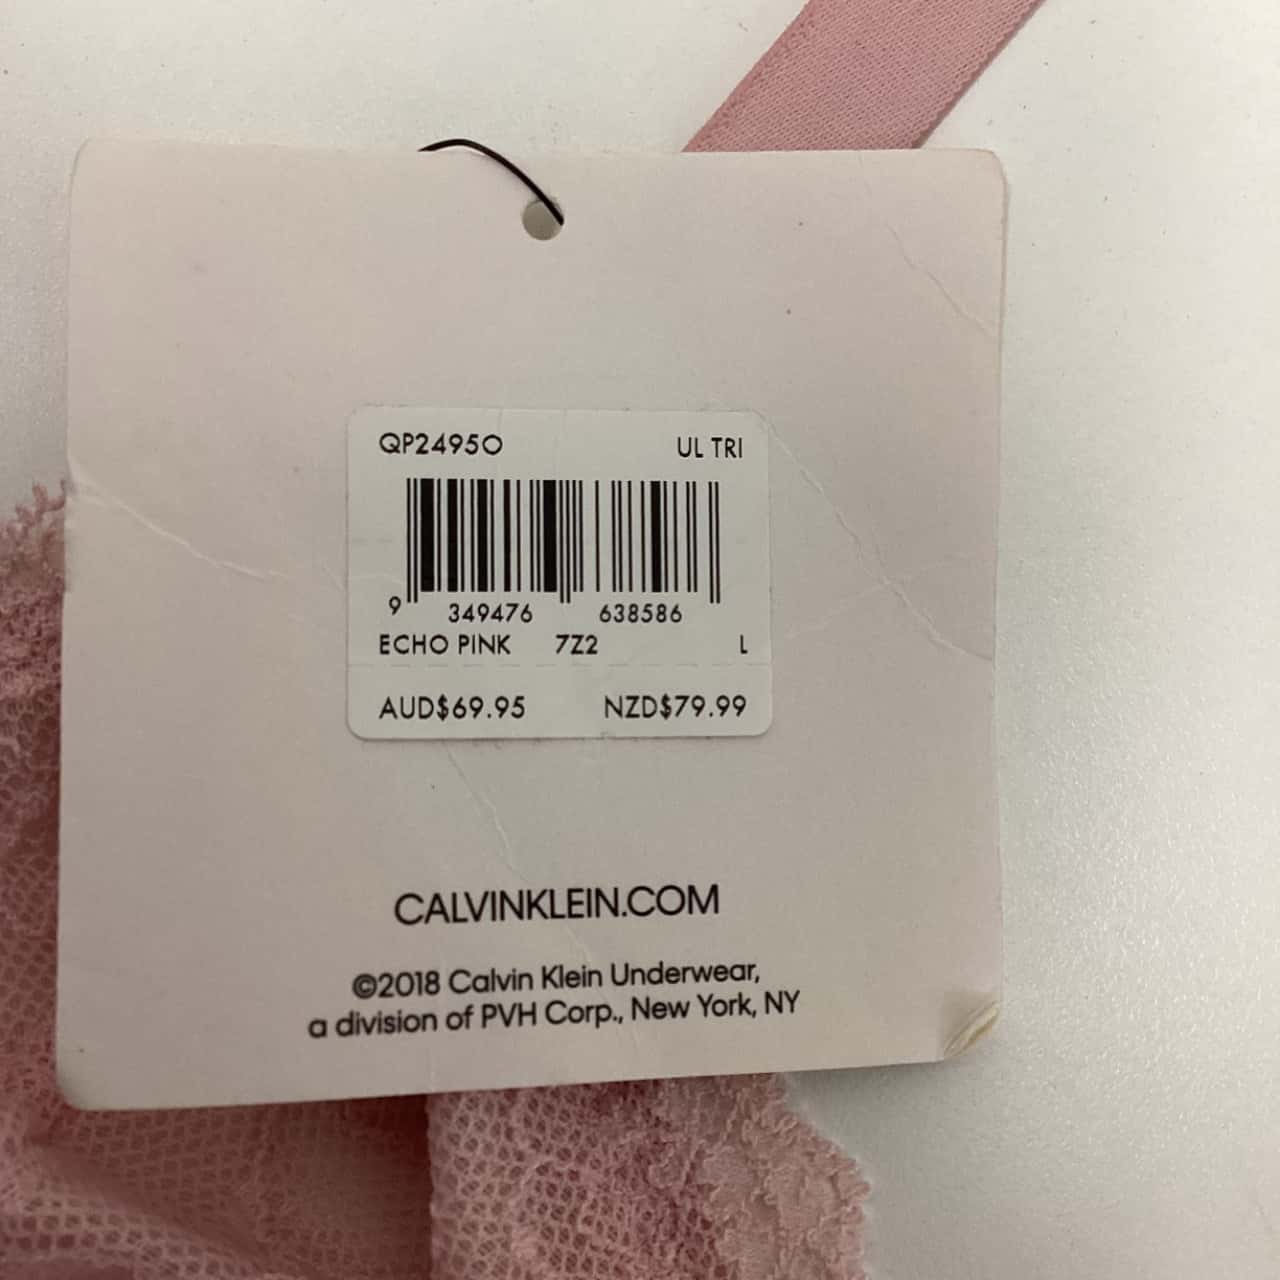 QP2495O UL TRI
9 349476 638586
ECHO PINK 7Z2 L
AUD$69.95 NZD$79.99
CALVINKLEIN.COM
©2018 Calvin Klein Underwear,
a division of PVH Corp., New York, NY